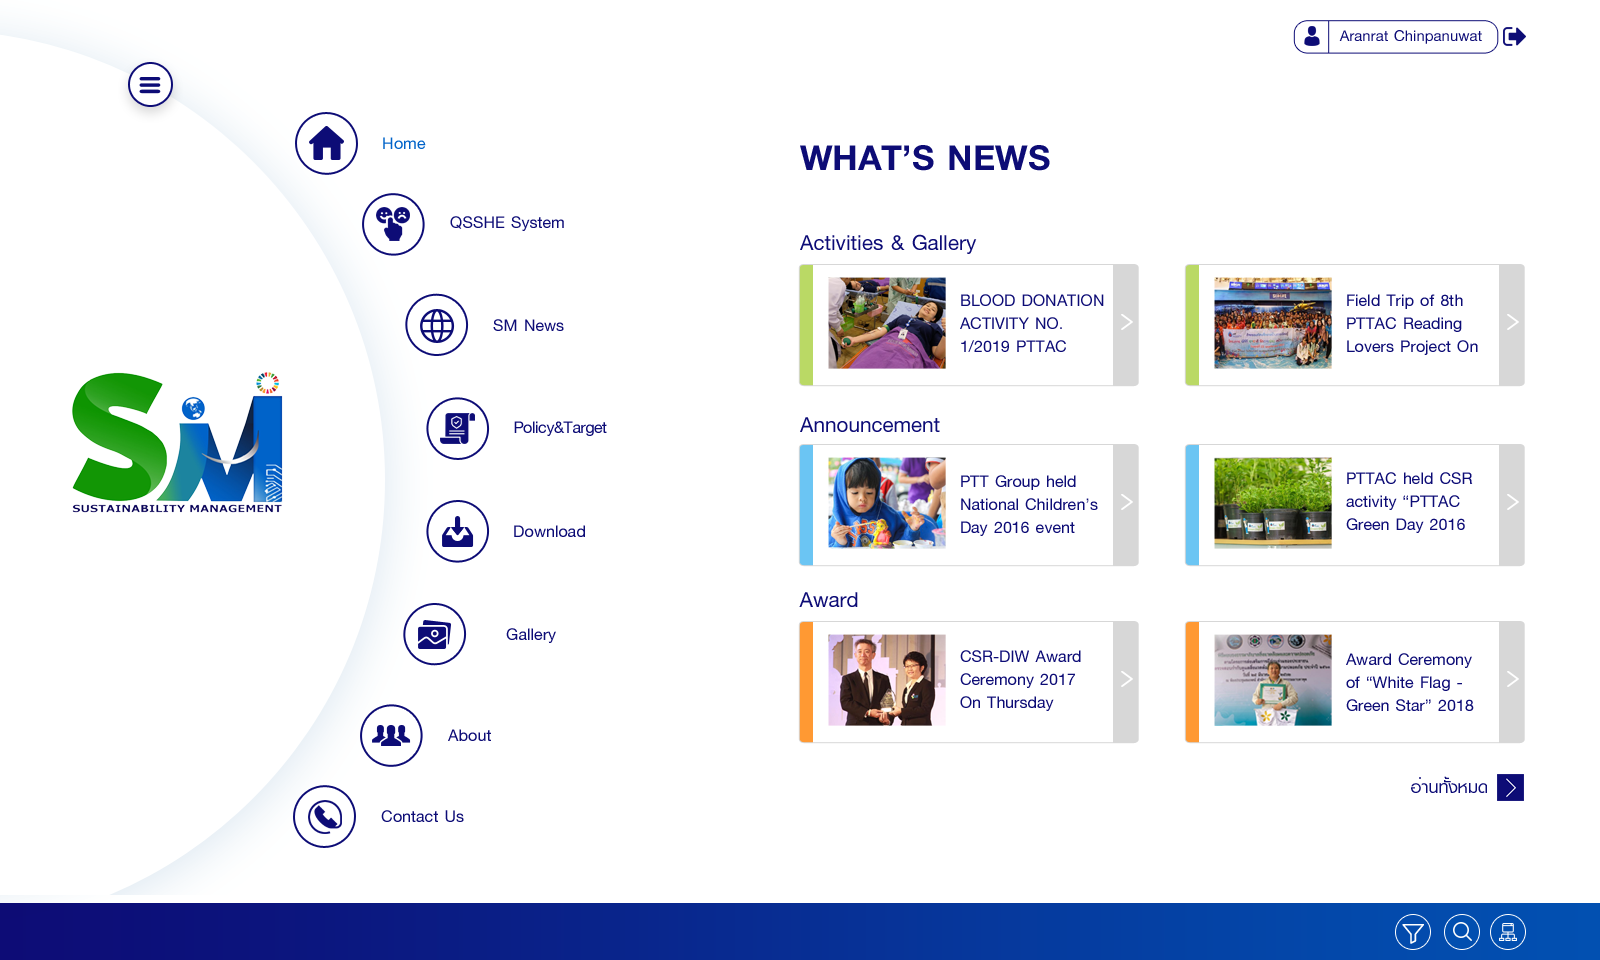 Aranrat Chinpanuwat
Home
QSSHE System
SM News
Policy&Target
Download
Gallery
About
Contact Us
SM
SUSTAINABILITY MANAGEMENT
WHAT’S NEWS
Activities & Gallery
BLOOD DONATION
ACTIVITY NO.
1/2019 PTTAC
Field Trip of 8th
PTTAC Reading
Lovers Project On
Announcement
PTT Group held
National Children’s
Day 2016 event
PTTAC held CSR
activity “PTTAC
Green Day 2016
Award
CSR-DIW Award
Ceremony 2017
On Thursday
Award Ceremony
of “White Flag -
Green Star” 2018
อ่านทั้งหมด